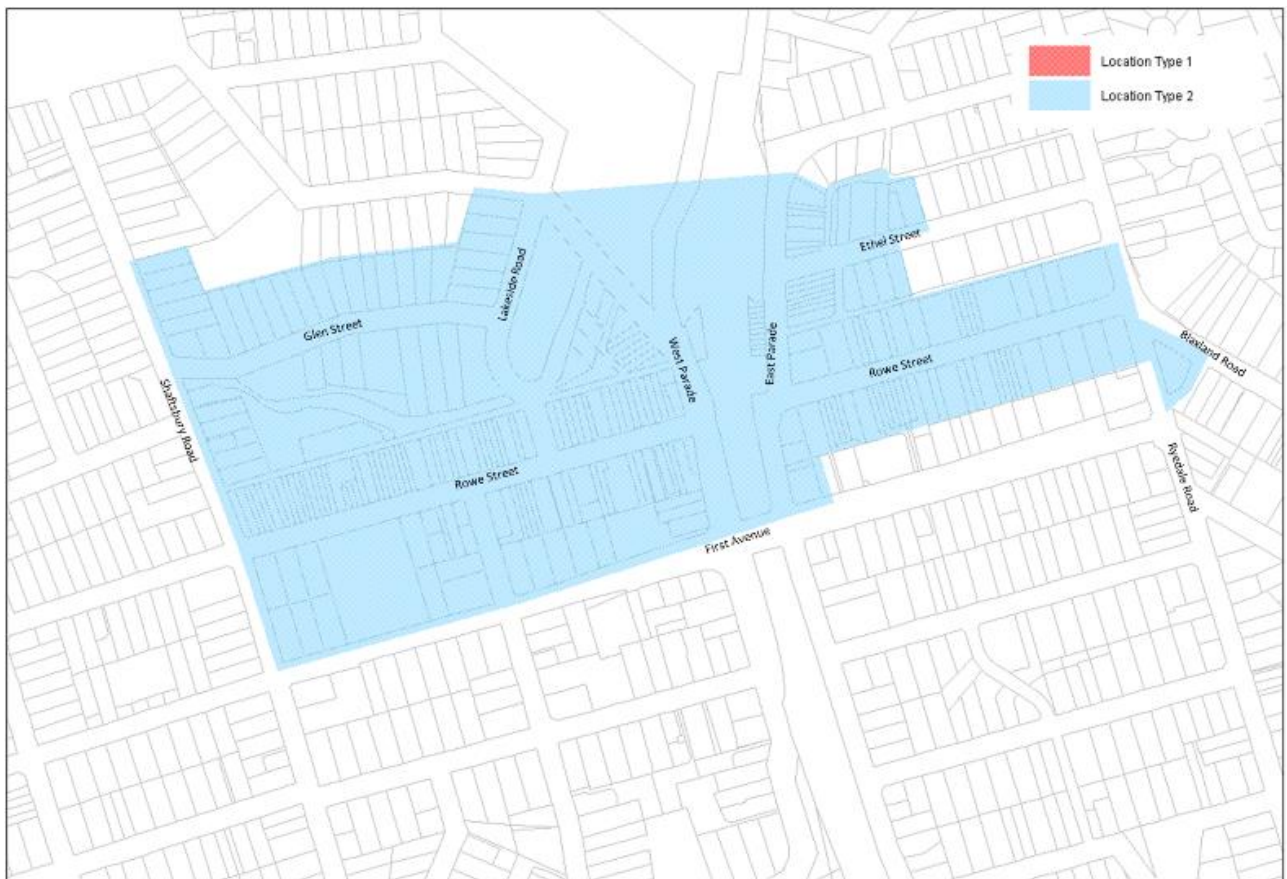 Location Type 1
Location Type 2
Ethel Street
Lakeside Road
Glen Street
West Parade
East Parade
Rowe Street
Blaxland Road
Shaftsbury Road
Rowe Street
Ryedale Road
First Avenue